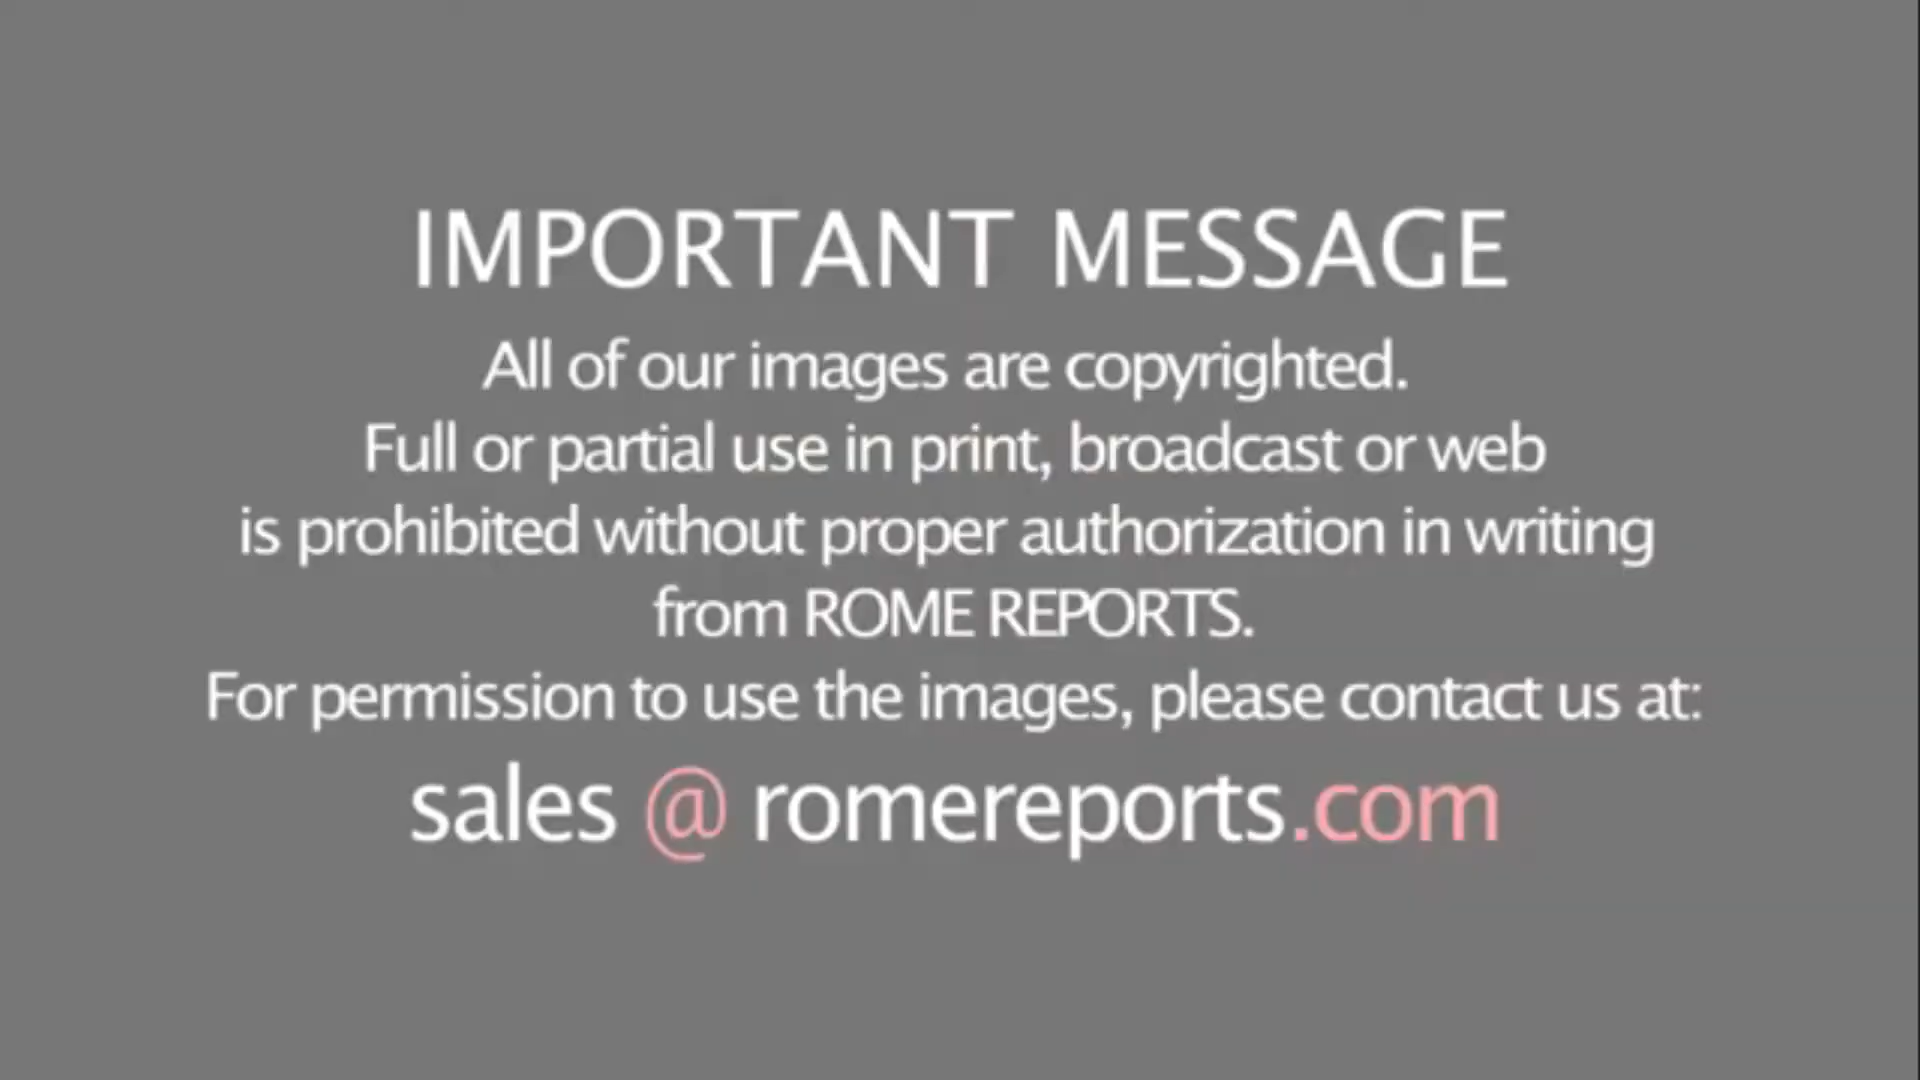 IMPORTANT MESSAGE
All of our images are copyrighted.
Full or partial use in print, broadcast or web
is prohibited without proper authorization in writing
from ROME REPORTS.
For permission to use the images, please contact us at:
sales @ romereports.com